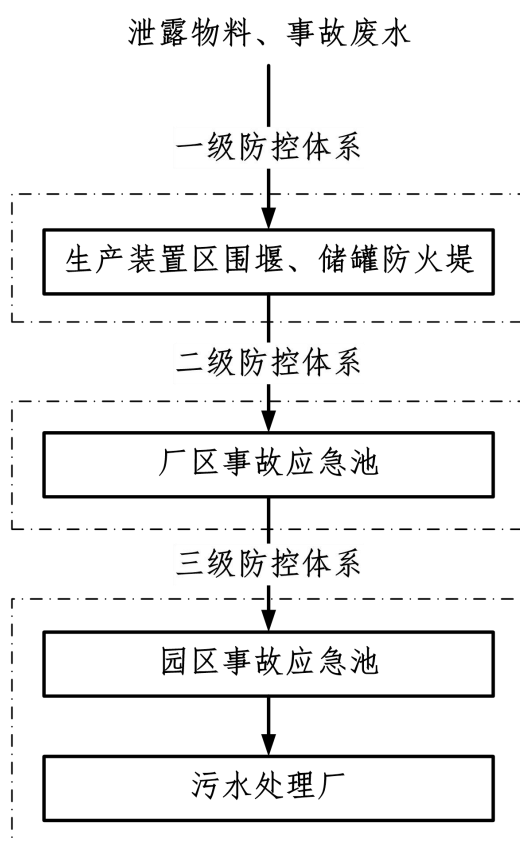 泄露物料、事故废水
一级防控体系
生产装置区围堰、储罐防火堤
二级防控体系
厂区事故应急池
三级防控体系
园区事故应急池
污水处理厂